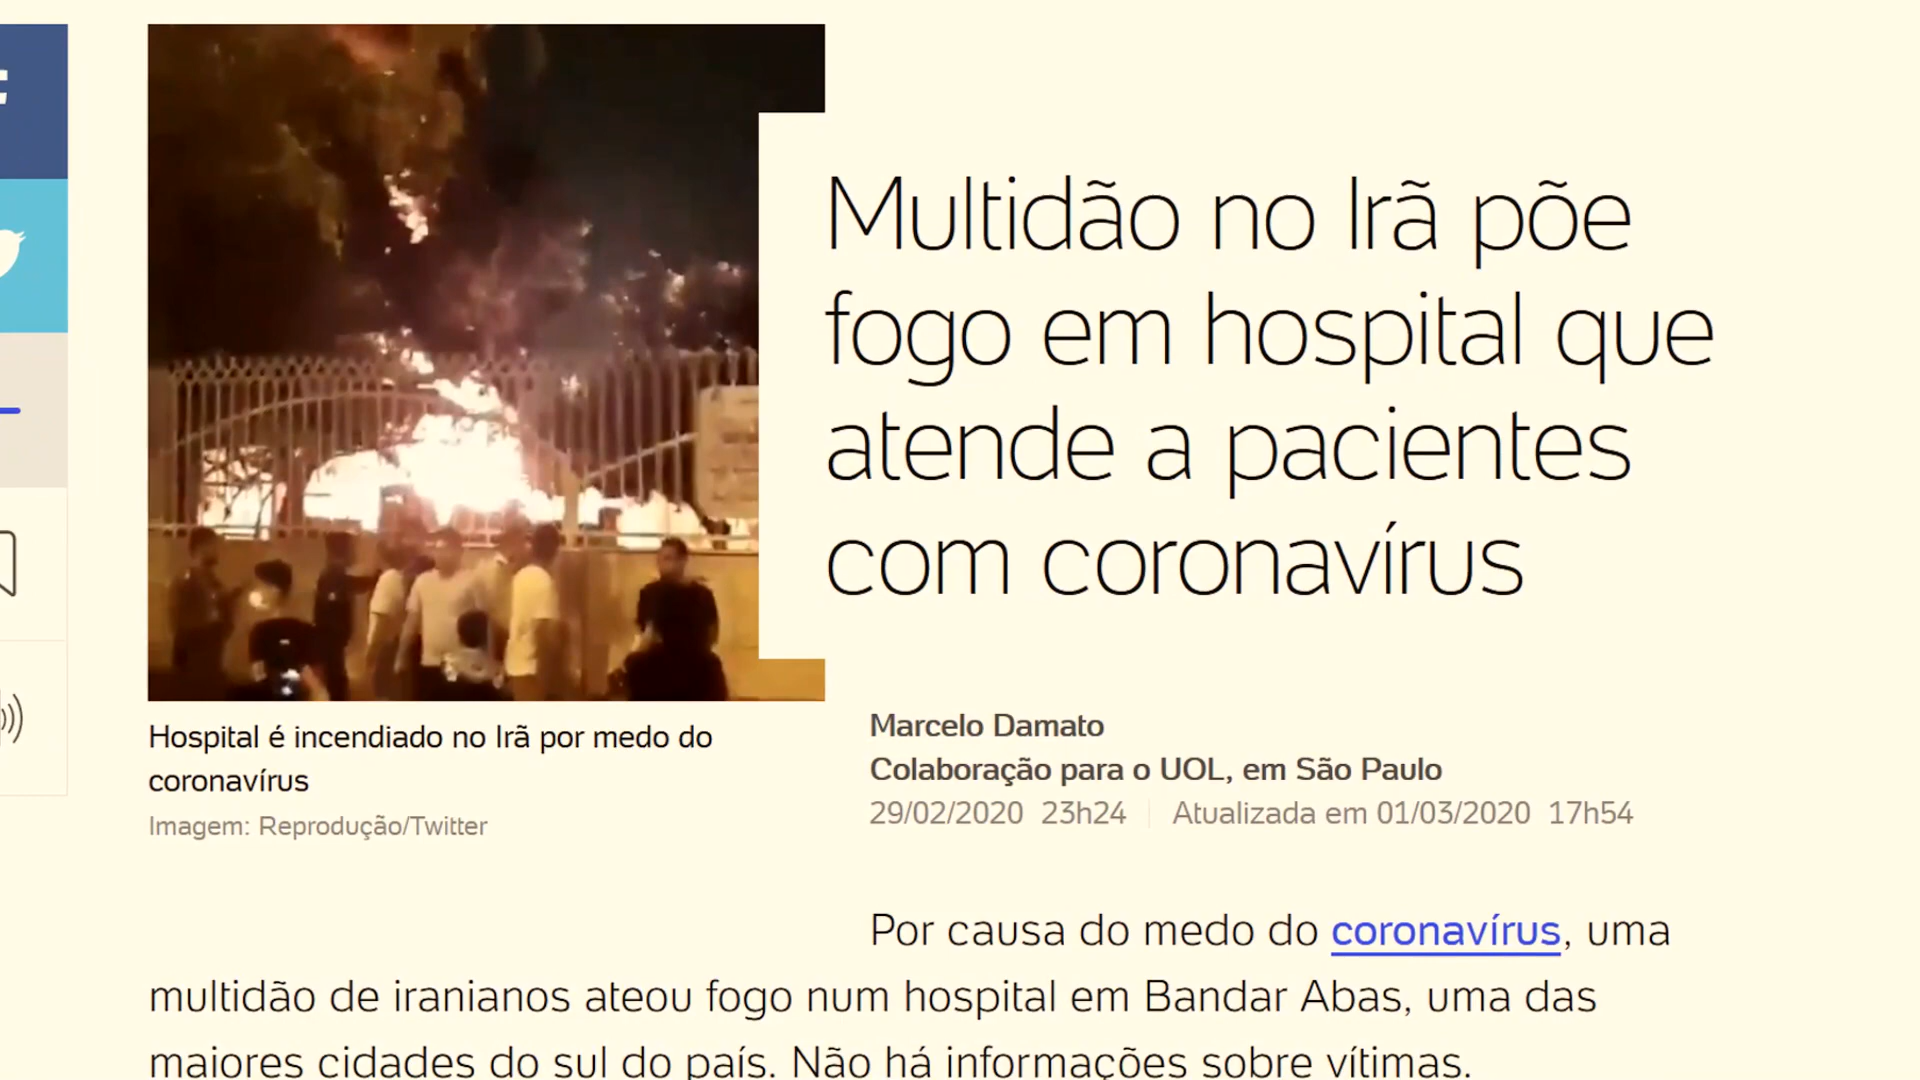 Multidão no Irã põe
fogo em hospital que
atende a pacientes
com coronavírus
Hospital é incendiado no Irã por medo do
coronavírus
Imagem: Reprodução/Twitter
Marcelo Damato
Colaboração para o UOL, em São Paulo
29/02/2020 23h24 | Atualizada em 01/03/2020 17h54
Por causa do medo do coronavírus, uma
multidão de iranianos ateou fogo num hospital em Bandar Abas, uma das
maiores cidades do sul do país. Não há informações sobre vítimas.